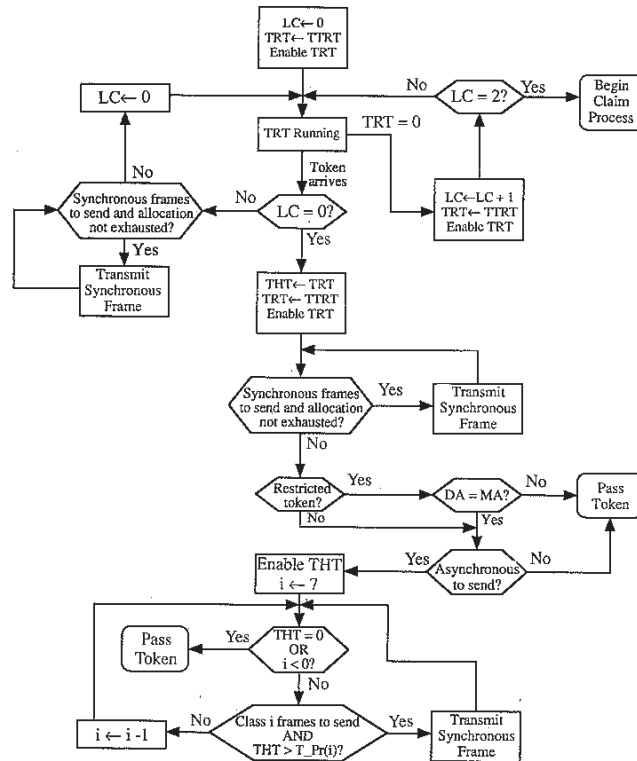 LC← 0
TRT← TTRT
Enable TRT
LC← 0
No
LC = 2?
Yes
Begin
Claim
Process
TRT Running
TRT = 0
No
Token
arrives
Synchronous frames
to send and allocation
not exhausted?
No
LC = 0?
LC←LC + 1
TRT← TTRT
Enable TRT
Yes
Yes
Transmit
Synchronous
Frame
THT← TRT
TRT← TTRT
Enable TRT
Synchronous frames
to send and allocation
not exhausted?
Yes
Transmit
Synchronous
Frame
No
Restricted
token?
Yes
DA = MA?
No
Pass
Token
No
Yes
Enable THT
i ← 7
Yes
Asynchronous
to send?
No
Pass
Token
Yes
THT = 0
OR
i < 0?
No
i ← i -1
No
Class i frames to send
AND
THT > T_Pr(i)?
Yes
Transmit
Synchronous
Frame